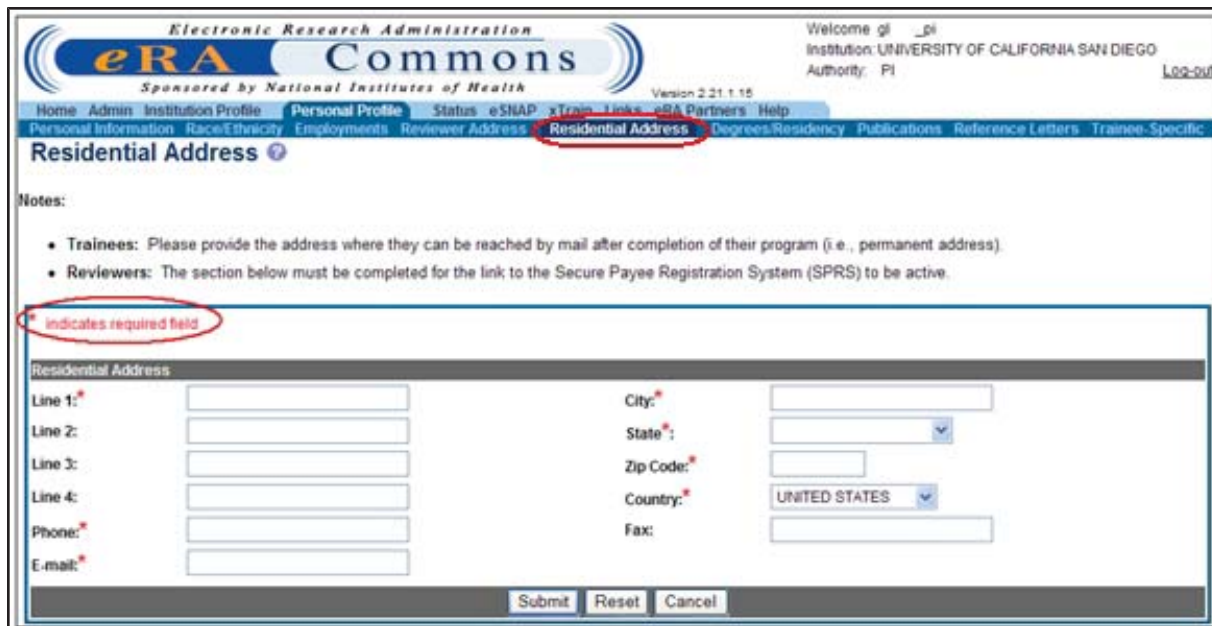 Electronic Research Administration
eRA Commons
Sponsored by National Institutes of Health
Version 2.21.1.15
Welcome gl _pi
Institution: UNIVERSITY OF CALIFORNIA SAN DIEGO
Authority: PI Log-out
Home Admin Institution Profile Personal Profile Status eSNAP xTrain Links eRA Partners Help
Personal Information Race/Ethnicity Employments Reviewer Address Residential Address Degrees/Residency Publications Reference Letters Trainee-Specific
Residential Address ?
Notes:
• Trainees: Please provide the address where they can be reached by mail after completion of their program (i.e., permanent address).
• Reviewers: The section below must be completed for the link to the Secure Payee Registration System (SPRS) to be active.
* indicates required field
Residential Address
Line 1:* City:*
Line 2: State*:
Line 3: Zip Code:*
Line 4: Country:* UNITED STATES
Phone:* Fax:
E-mail:*
Submit Reset Cancel